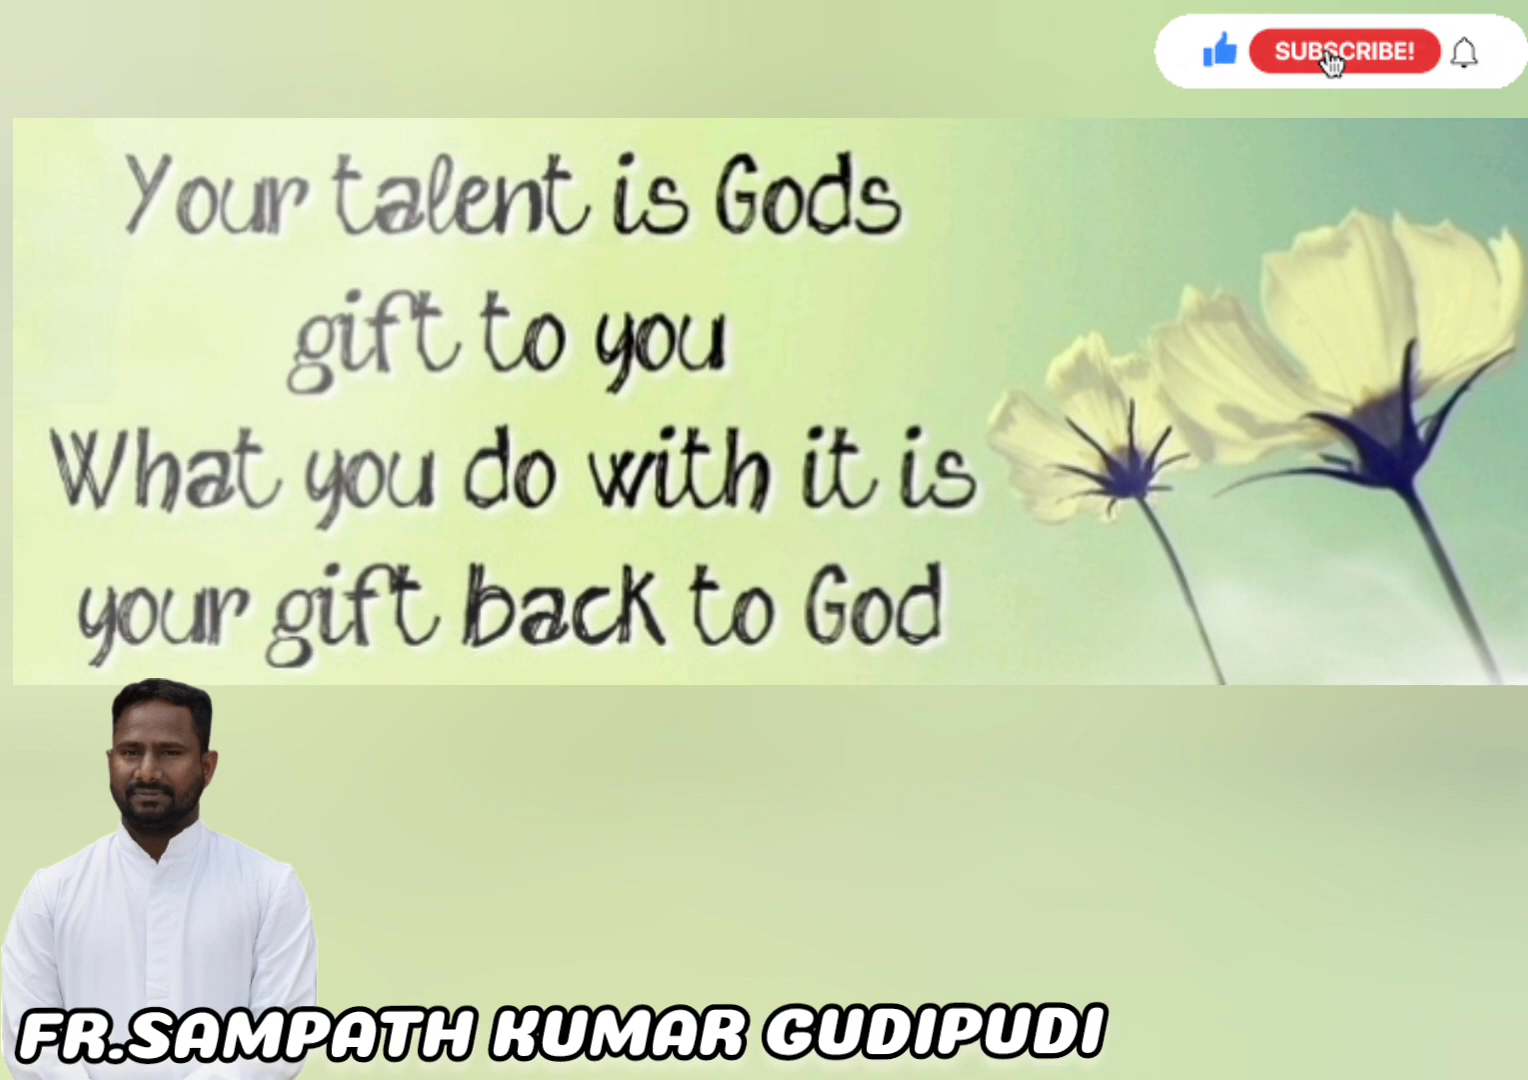 SUBSCRIBE!
Your talent is Gods
gift to you
What you do with it is
your gift back to God
FR.SAMPATH KUMAR GUDIPUDI